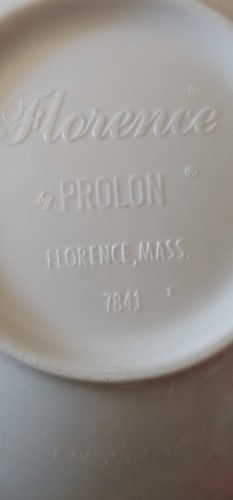 Florence
by PROLON ®
FLORENCE, MASS.
7841